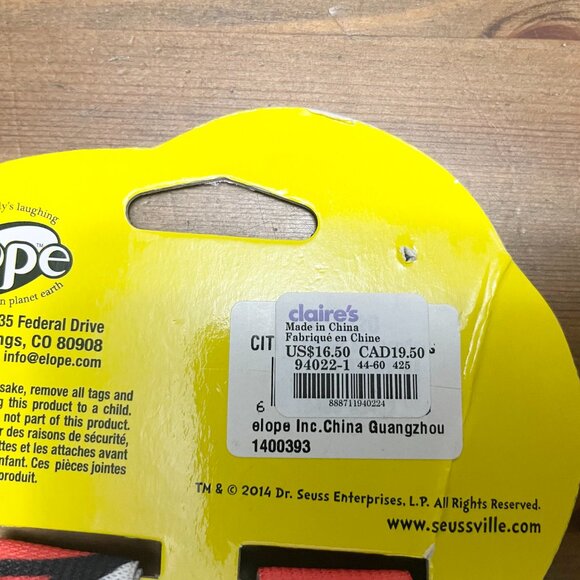 y's laughing
ope™
n planet earth
35 Federal Drive
ngs, CO 80908
info@elope.com
sake, remove all tags and
ng this product to a child.
not part of this product.
r des raisons de sécurité,
ttes et les attaches avant
enfant. Ces pièces jointes
produit.
CIT
claire's
Made in China
Fabriqué en Chine
US$16.50 CAD19.50
94022-1 44-60 425
888711940224
6
elope Inc.China Guangzhou
1400393
TM & © 2014 Dr. Seuss Enterprises, L.P. All Rights Reserved.
www.seussville.com